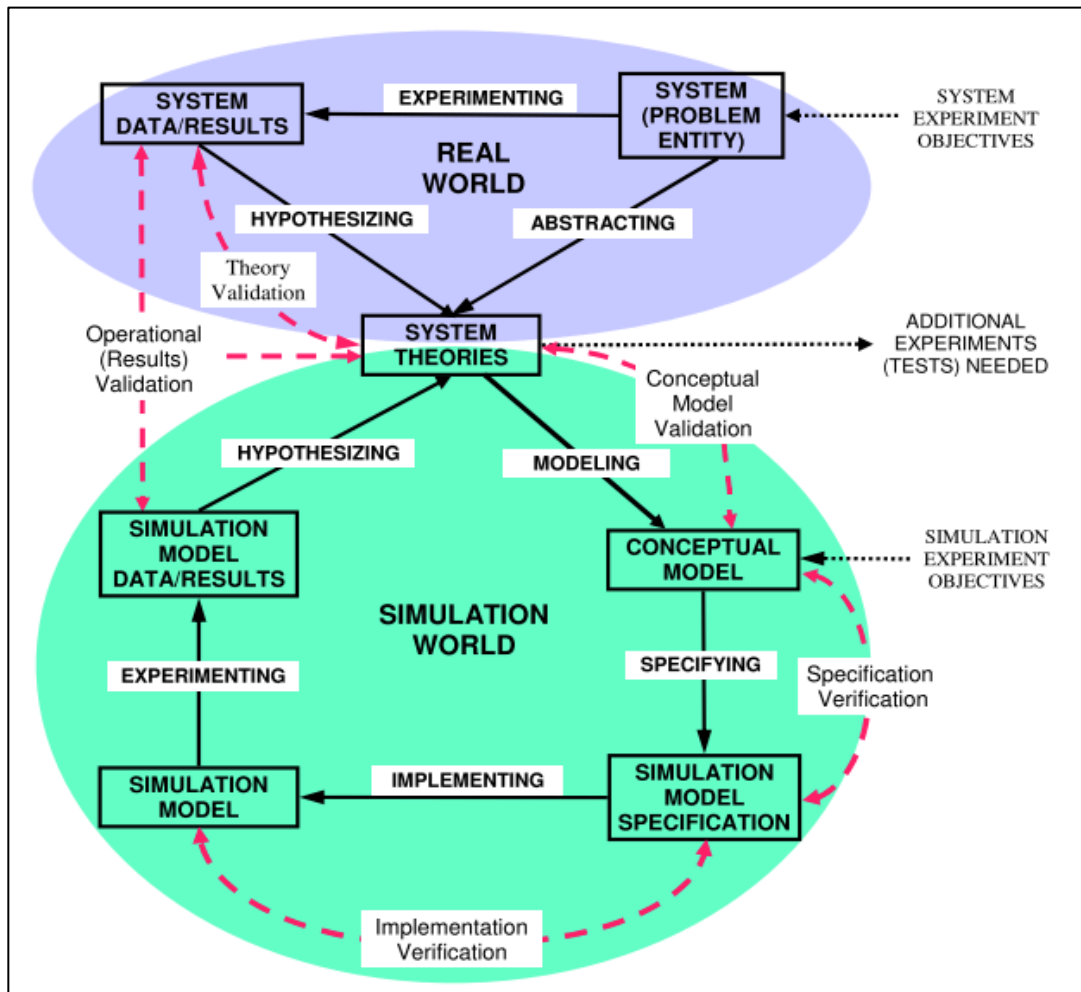 SYSTEM
DATA/RESULTS
EXPERIMENTING
SYSTEM
(PROBLEM
ENTITY)
SYSTEM
EXPERIMENT
OBJECTIVES
REAL
WORLD
HYPOTHESIZING
ABSTRACTING
Theory
Validation
Operational
(Results)
Validation
SYSTEM
THEORIES
ADDITIONAL
EXPERIMENTS
(TESTS) NEEDED
Conceptual
Model
Validation
HYPOTHESIZING
MODELING
SIMULATION
MODEL
DATA/RESULTS
CONCEPTUAL
MODEL
SIMULATION
EXPERIMENT
OBJECTIVES
SIMULATION
WORLD
EXPERIMENTING
SPECIFYING
Specification
Verification
SIMULATION
MODEL
IMPLEMENTING
SIMULATION
MODEL
SPECIFICATION
Implementation
Verification